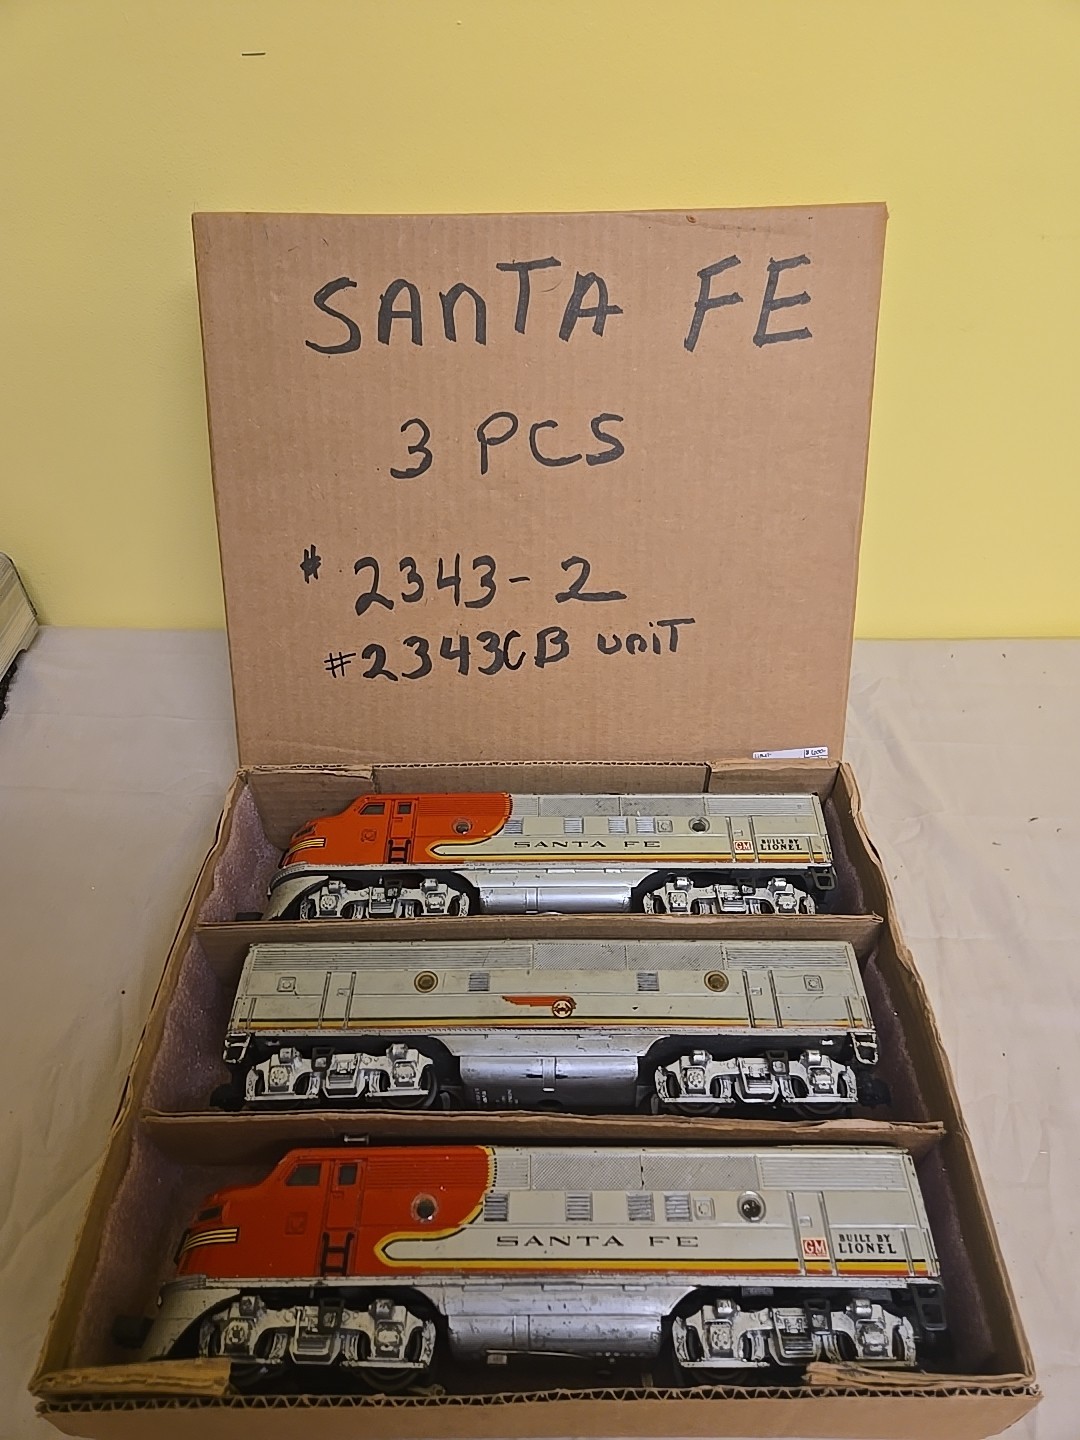 SANTA FE
3 PCS
# 2343-2
#2343C B UNIT
SANTA FE
GM
BUILT BY
LIONEL
SANTA FE
GM
BUILT BY
LIONEL